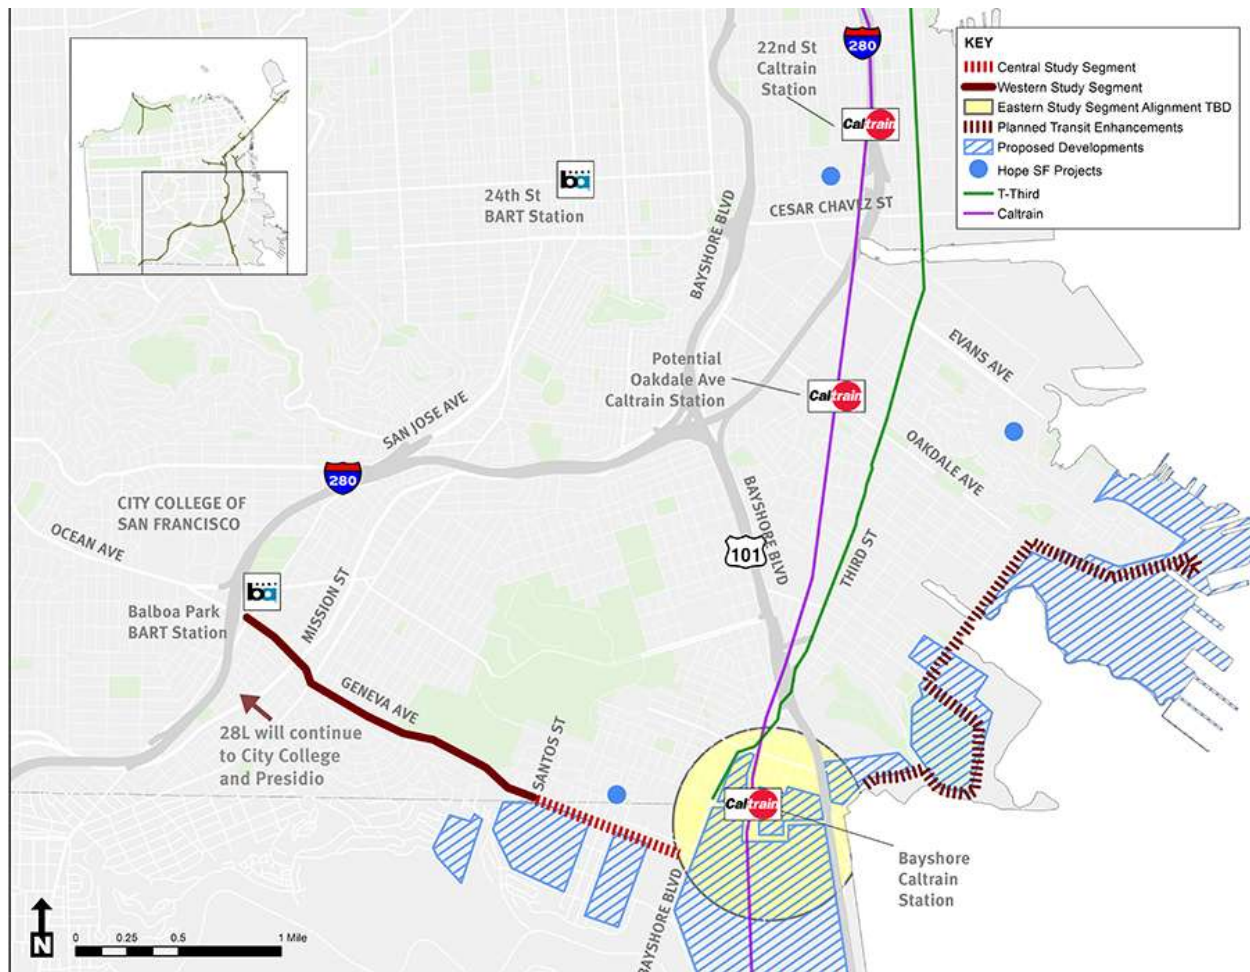 KEY
Central Study Segment
Western Study Segment
Eastern Study Segment Alignment TBD
Planned Transit Enhancements
Proposed Developments
Hope SF Projects
T-Third
Caltrain
22nd St
Caltrain
Station
280
Caltrain
24th St
BART Station
ba
BAYSHORE BLVD
CESAR CHAVEZ ST
EVANS AVE
Potential
Oakdale Ave
Caltrain Station
Caltrain
SAN JOSE AVE
OAKDALE AVE
280
CITY COLLEGE OF
SAN FRANCISCO
OCEAN AVE
BAYSHORE BLVD
101
THIRD ST
ba
Balboa Park
BART Station
MISSION ST
GENEVA AVE
28L will continue
to City College
and Presidio
SANTOS ST
Caltrain
Bayshore
Caltrain
Station
BAYSHORE BLVD
N
0 0.25 0.5 1 Mile